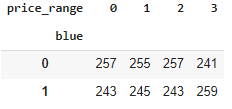 price_range 0 1 2 3
blue
0 257 255 257 241
1 243 245 243 259